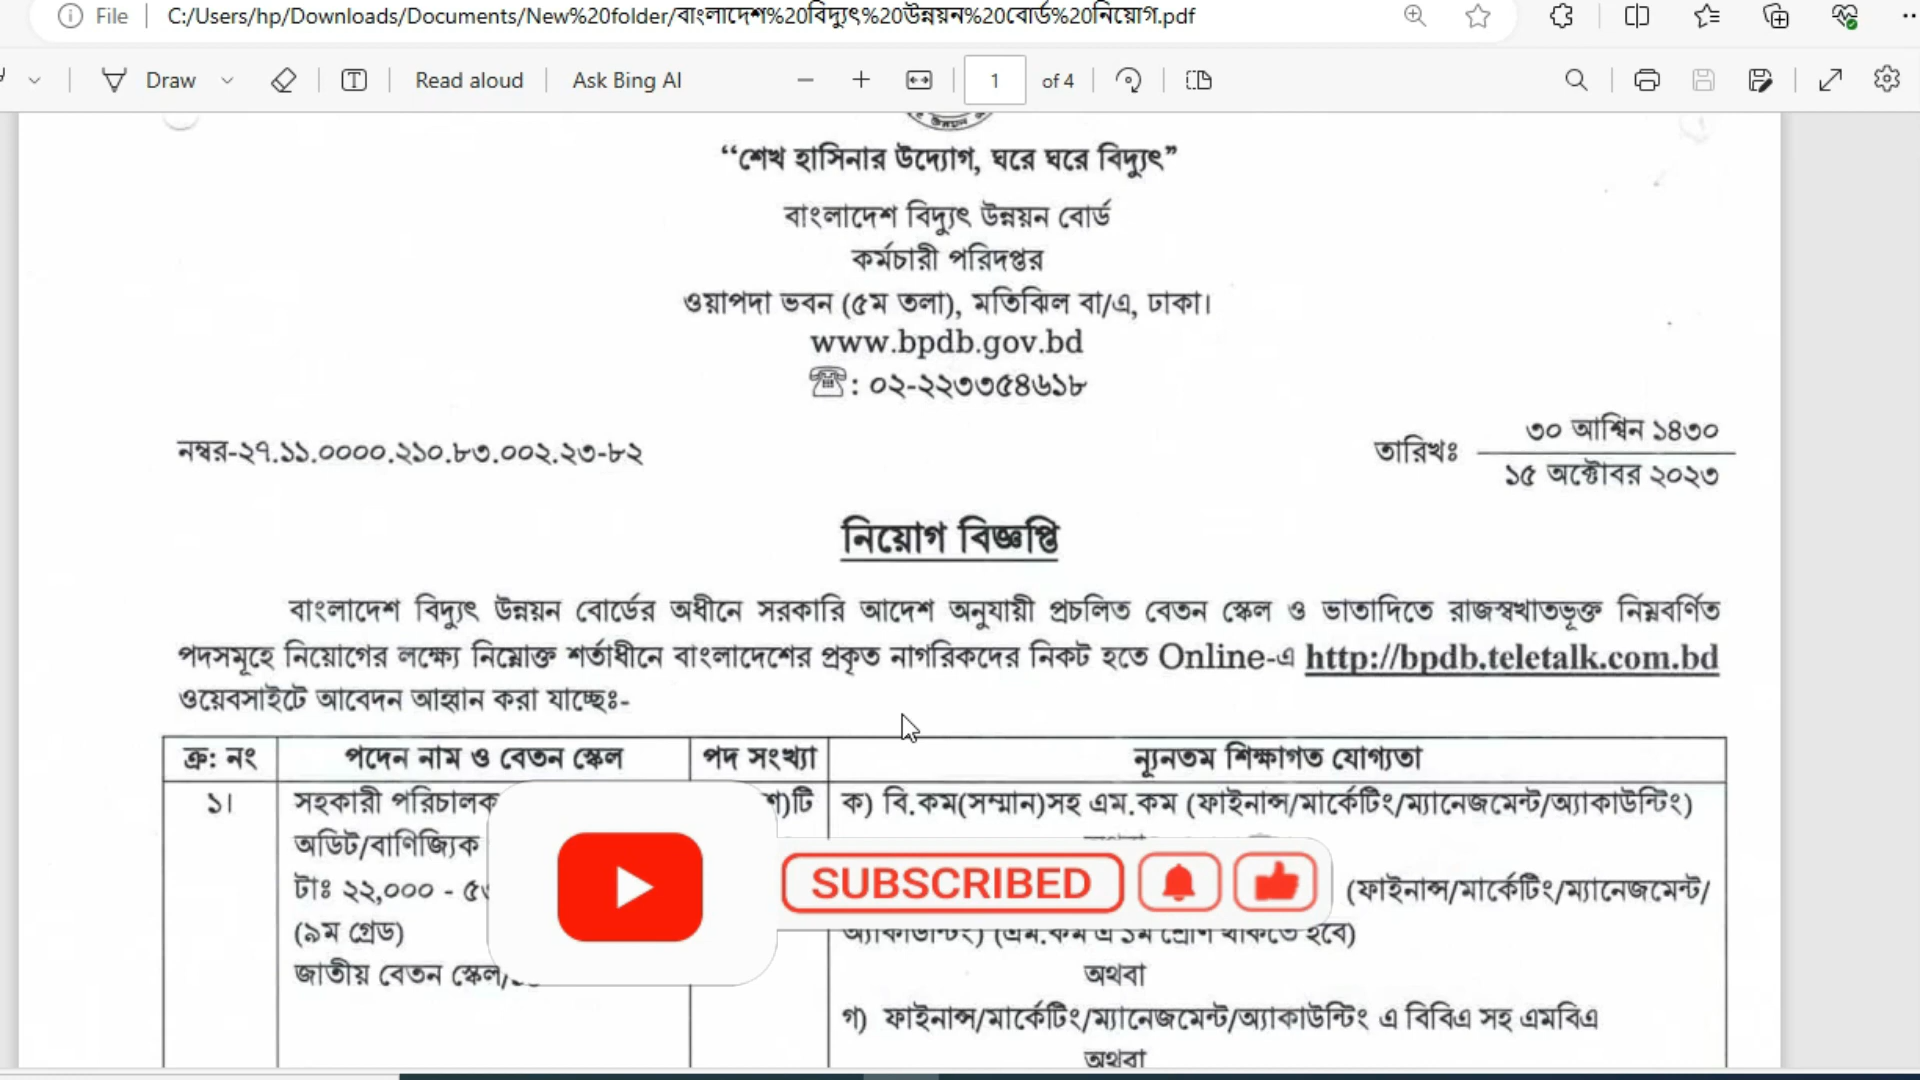 File
C:/Users/hp/Downloads/Documents/New%20folder/বাংলাদেশ%20বিদ্যুৎ%20উন্নয়ন%20বোর্ড%20নিয়োগ.pdf
Draw
Read aloud
Ask Bing AI
1
of 4
“শেখ হাসিনার উদ্যোগ, ঘরে ঘরে বিদ্যুৎ”
বাংলাদেশ বিদ্যুৎ উন্নয়ন বোর্ড
কর্মচারী পরিদপ্তর
ওয়াপদা ভবন (৫ম তলা), মতিঝিল বা/এ, ঢাকা।
www.bpdb.gov.bd
☎: ০২-২২৩৩৫৪৬১৮
নম্বর-২৭.১১.০০০০.২১০.৮৩.০০২.২৩-৮২
তারিখঃ
৩০ আশ্বিন ১৪৩০
১৫ অক্টোবর ২০২৩
নিয়োগ বিজ্ঞপ্তি
বাংলাদেশ বিদ্যুৎ উন্নয়ন বোর্ডের অধীনে সরকারি আদেশ অনুযায়ী প্রচলিত বেতন স্কেল ও ভাতাদিতে রাজস্বখাতভূক্ত নিম্নবর্ণিত
পদসমূহে নিয়োগের লক্ষ্যে নিম্নোক্ত শর্তাধীনে বাংলাদেশের প্রকৃত নাগরিকদের নিকট হতে Online-এ http://bpdb.teletalk.com.bd
ওয়েবসাইটে আবেদন আহ্বান করা যাচ্ছেঃ-
ক্র: নং
পদেন নাম ও বেতন স্কেল
পদ সংখ্যা
ন্যূনতম শিক্ষাগত যোগ্যতা
১।
সহকারী পরিচালক
অডিট/বাণিজ্যিক
টাঃ ২২,০০০ -
(৯ম গ্রেড)
জাতীয় বেতন স্কেল,
শ)টি
ক) বি.কম(সম্মান)সহ এম.কম (ফাইনান্স/মার্কেটিং/ম্যানেজমেন্ট/অ্যাকাউন্টিং)
(ফাইনান্স/মার্কেটিং/ম্যানেজমেন্ট/
অ্যাকাউন্টিং) (এম.কম এ ১ম শ্রেণি থাকতে হবে)
অথবা
গ) ফাইনান্স/মার্কেটিং/ম্যানেজমেন্ট/অ্যাকাউন্টিং এ বিবিএ সহ এমবিএ
অথবা
SUBSCRIBED